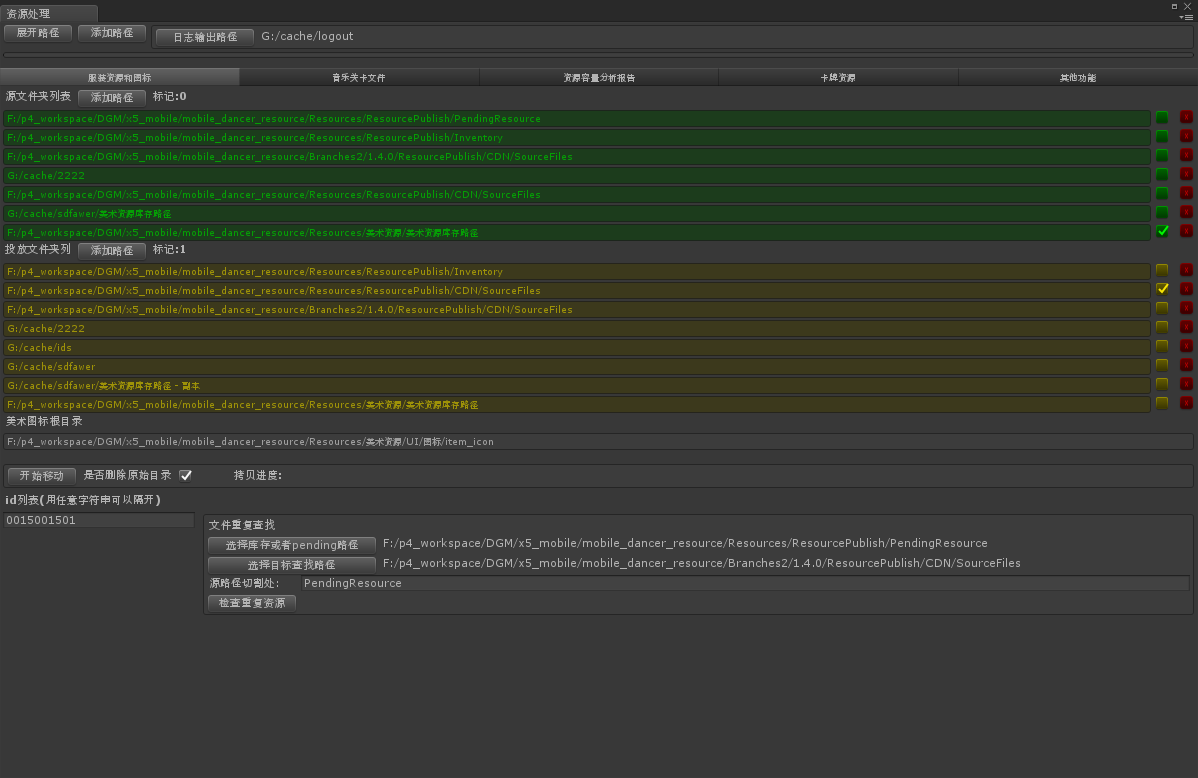 资源处理
展开路径 添加路径 日志输出路径 G:/cache/logout
服装资源和图标 音乐关卡文件 资源容量分析报告 卡牌资源 其他功能
源文件夹列表 添加路径 标记:0
F:/p4_workspace/DGM/x5_mobile/mobile_dancer_resource/Resources/ResourcePublish/PendingResource
F:/p4_workspace/DGM/x5_mobile/mobile_dancer_resource/Resources/ResourcePublish/Inventory
F:/p4_workspace/DGM/x5_mobile/mobile_dancer_resource/Branches2/1.4.0/ResourcePublish/CDN/SourceFiles
G:/cache/2222
F:/p4_workspace/DGM/x5_mobile/mobile_dancer_resource/Resources/ResourcePublish/CDN/SourceFiles
G:/cache/sdfawer/美术资源库存路径
F:/p4_workspace/DGM/x5_mobile/mobile_dancer_resource/Resources/美术资源/美术资源库存路径
投放文件夹列 添加路径 标记:1
F:/p4_workspace/DGM/x5_mobile/mobile_dancer_resource/Resources/ResourcePublish/Inventory
F:/p4_workspace/DGM/x5_mobile/mobile_dancer_resource/Resources/ResourcePublish/CDN/SourceFiles
F:/p4_workspace/DGM/x5_mobile/mobile_dancer_resource/Branches2/1.4.0/ResourcePublish/CDN/SourceFiles
G:/cache/2222
G:/cache/ids
G:/cache/sdfawer
G:/cache/sdfawer/美术资源库存路径 - 副本
F:/p4_workspace/DGM/x5_mobile/mobile_dancer_resource/Resources/美术资源/美术资源库存路径
美术图标根目录
F:/p4_workspace/DGM/x5_mobile/mobile_dancer_resource/Resources/美术资源/UI/图标/item_icon
开始移动 是否删除原始目录 拷贝进度:
id列表(用任意字符串可以隔开)
0015001501
文件重复查找
选择库存或者pending路径 F:/p4_workspace/DGM/x5_mobile/mobile_dancer_resource/Resources/ResourcePublish/PendingResource
选择目标查找路径 F:/p4_workspace/DGM/x5_mobile/mobile_dancer_resource/Branches2/1.4.0/ResourcePublish/CDN/SourceFiles
源路径切割处: PendingResource
检查重复资源